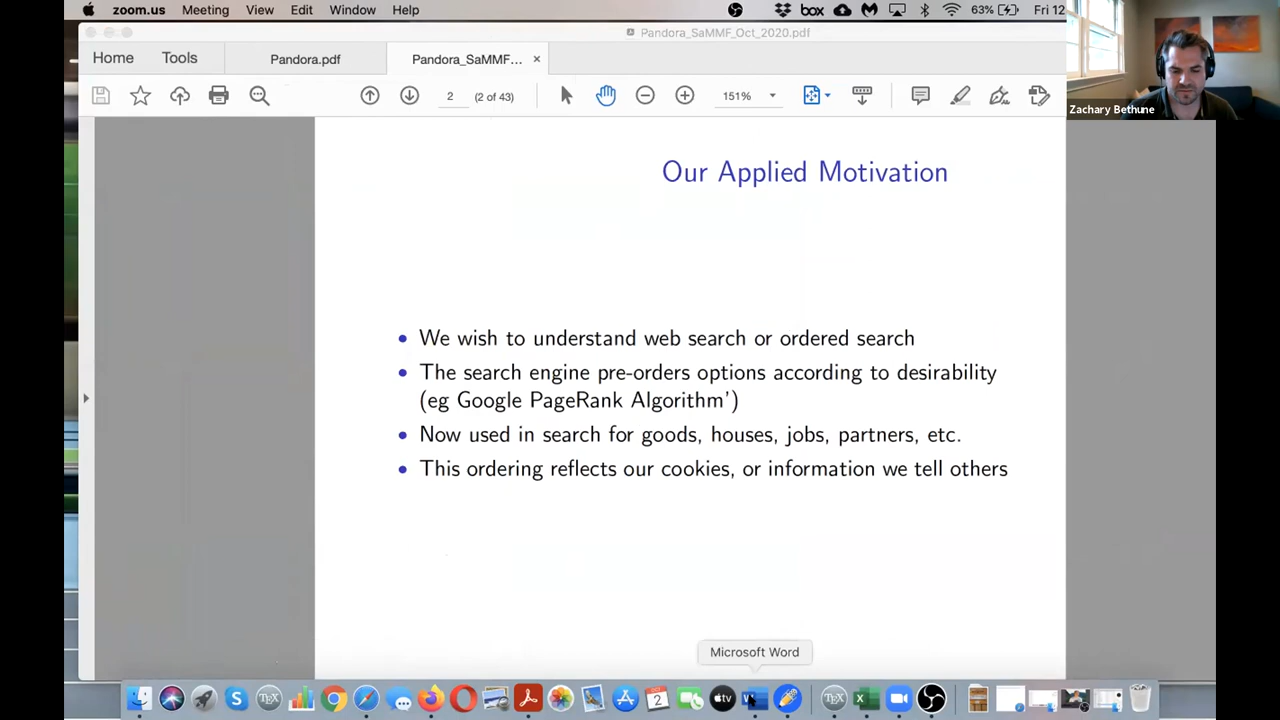 zoom.us Meeting View Edit Window Help box 63% Fri 12
Pandora_SaMMF_Oct_2020.pdf
Home Tools Pandora.pdf Pandora_SaMMF... ×
2 (2 of 43) 151%
Zachary Bethune
Our Applied Motivation
• We wish to understand web search or ordered search
• The search engine pre-orders options according to desirability
(eg Google PageRank Algorithm')
• Now used in search for goods, houses, jobs, partners, etc.
• This ordering reflects our cookies, or information we tell others
Microsoft Word